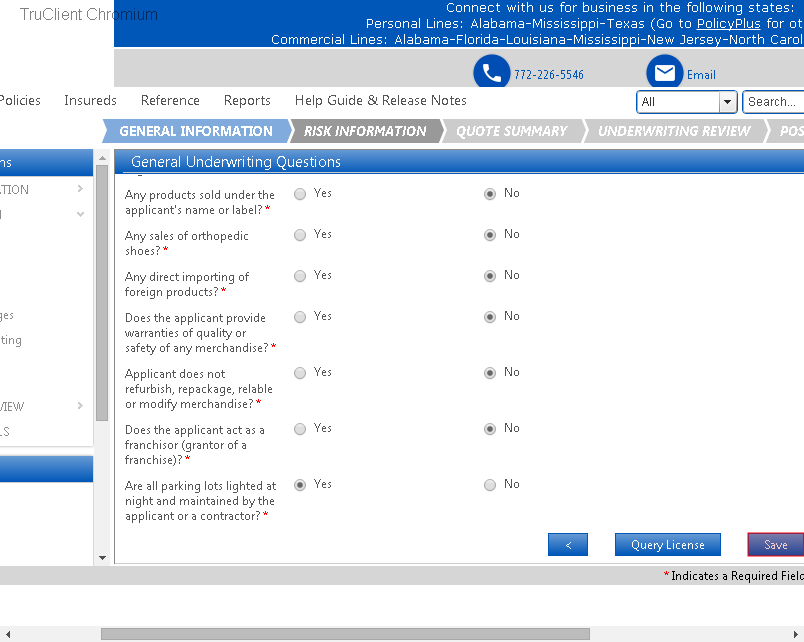 TruClient Chromium
Connect with us for business in the following states:
Personal Lines: Alabama-Mississippi-Texas (Go to PolicyPlus for ot
Commercial Lines: Alabama-Florida-Louisiana-Mississippi-New Jersey-North Carol
772-226-5546 Email
Policies Insureds Reference Reports Help Guide & Release Notes All Search...
GENERAL INFORMATION RISK INFORMATION QUOTE SUMMARY UNDERWRITING REVIEW POS
ns
General Underwriting Questions
ATION
Any products sold under the
applicant's name or label?* Yes No
Any sales of orthopedic
shoes?* Yes No
Any direct importing of
foreign products?* Yes No
ges
ting
Does the applicant provide
warranties of quality or
safety of any merchandise?* Yes No
Applicant does not
refurbish, repackage, relable
or modify merchandise?* Yes No
VIEW
LS
Does the applicant act as a
franchisor (grantor of a
franchise)?* Yes No
Are all parking lots lighted at
night and maintained by the
applicant or a contractor?* Yes No
< Query License Save
*Indicates a Required Field